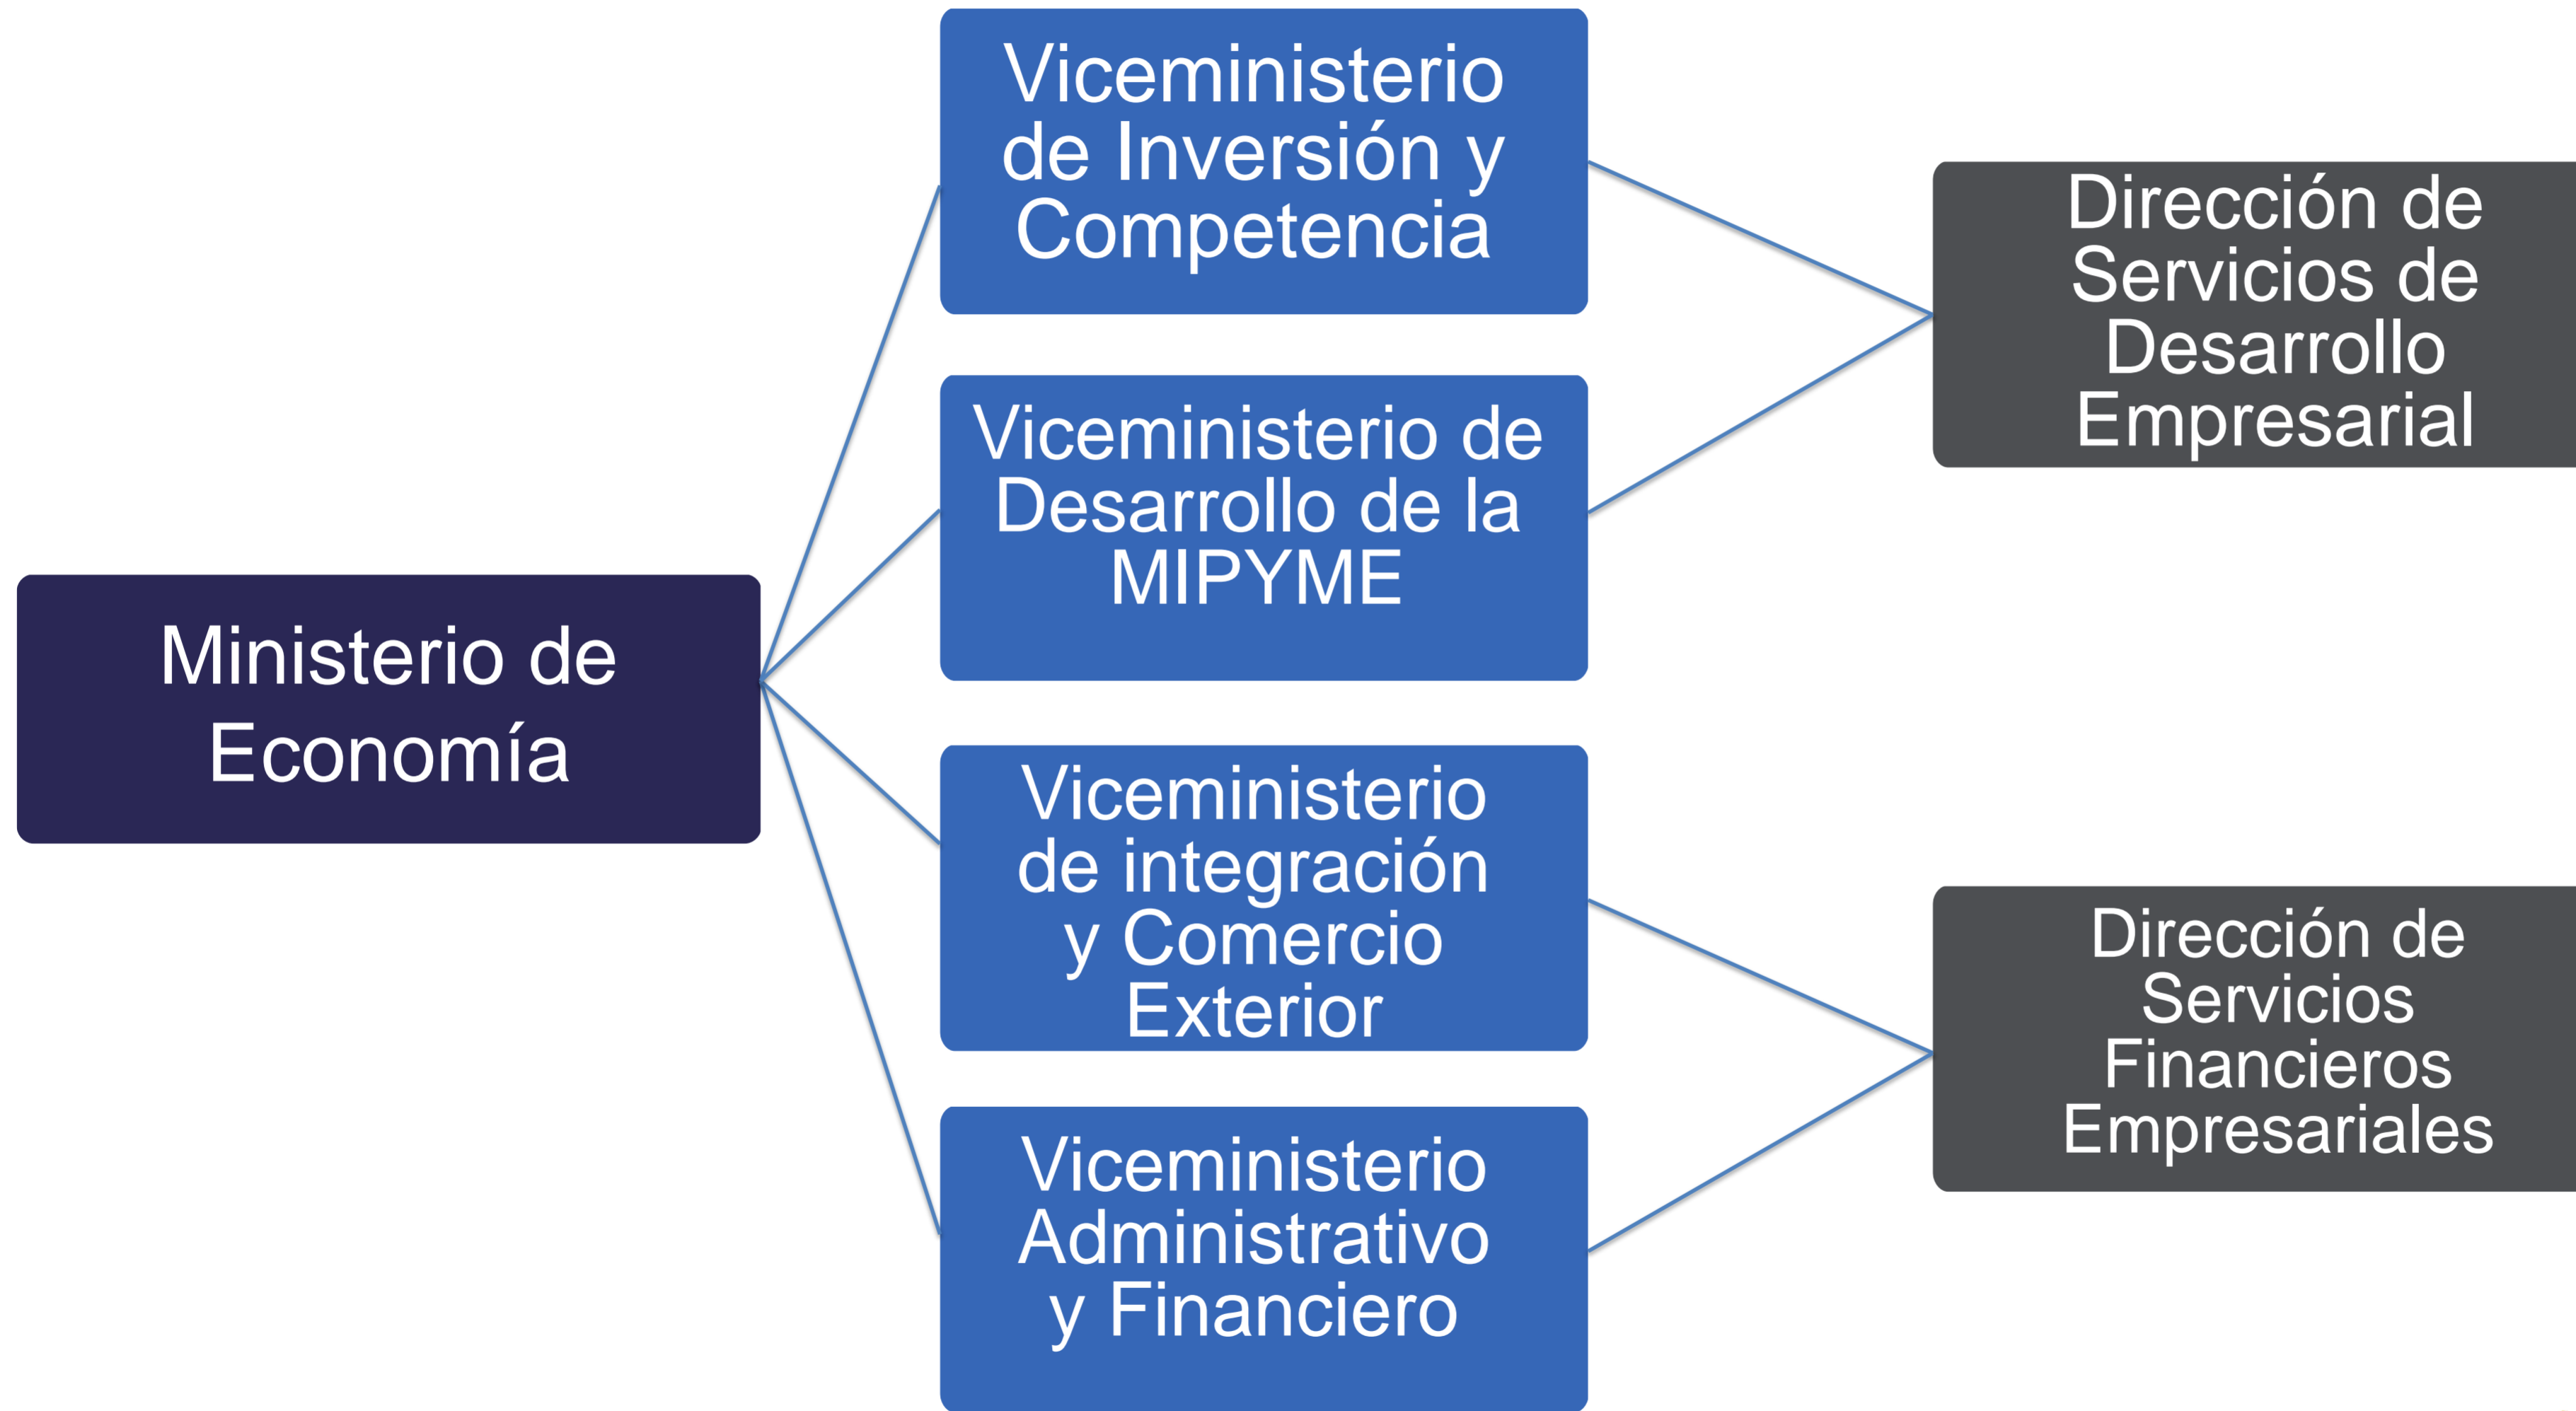 Ministerio de
Economía
Viceministerio
de Inversión y
Competencia
Viceministerio de
Desarrollo de la
MIPYME
Viceministerio
de integración
y Comercio
Exterior
Viceministerio
Administrativo
y Financiero
Dirección de
Servicios de
Desarrollo
Empresarial
Dirección de
Servicios
Financieros
Empresariales